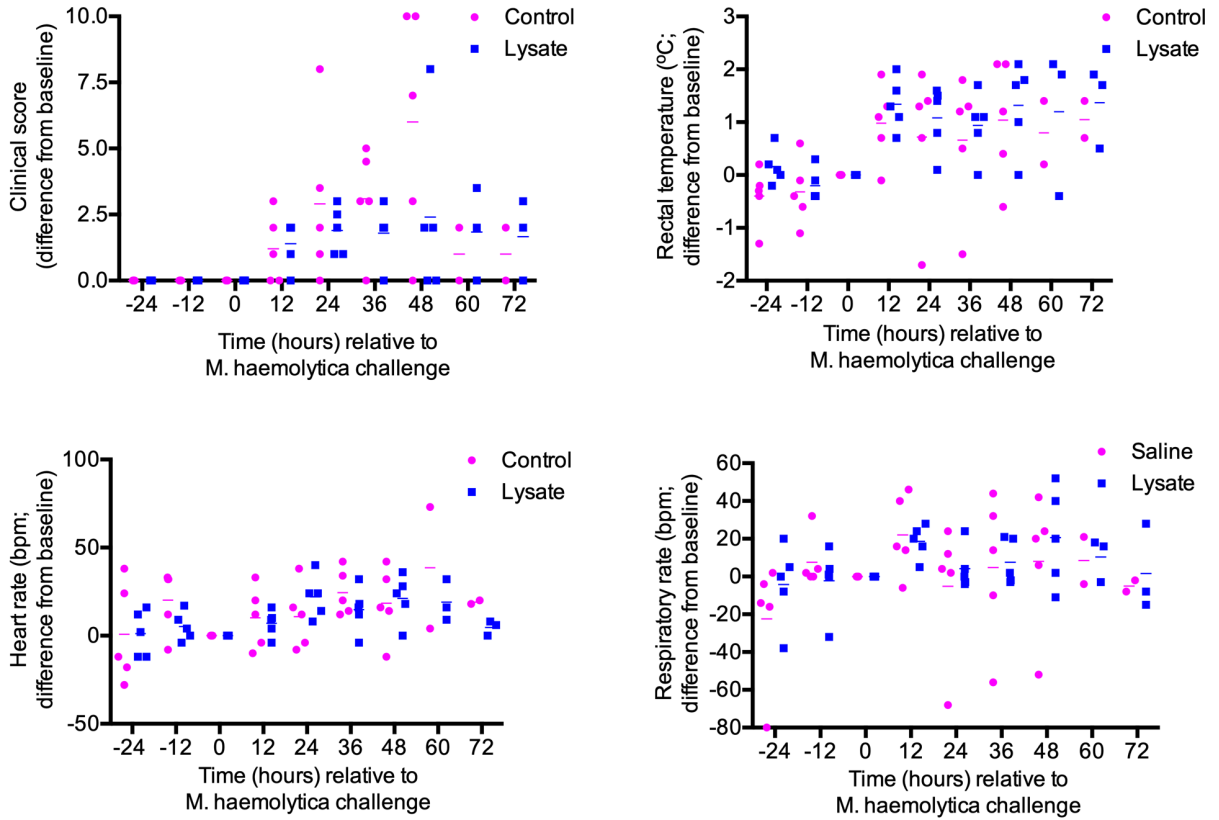 Clinical score
(difference from baseline)
10.0
7.5
5.0
2.5
0.0
-24 -12 0 12 24 36 48 60 72
Time (hours) relative to
M. haemolytica challenge
Control
Lysate
Rectal temperature (ºC;
difference from baseline)
3
2
1
0
-1
-2
-24 -12 0 12 24 36 48 60 72
Time (hours) relative to
M. haemolytica challenge
Control
Lysate
Heart rate (bpm;
difference from baseline)
100
50
0
-50
-24 -12 0 12 24 36 48 60 72
Time (hours) relative to
M. haemolytica challenge
Control
Lysate
Respiratory rate (bpm;
difference from baseline)
60
40
20
0
-20
-40
-60
-80
-24 -12 0 12 24 36 48 60 72
Time (hours) relative to
M. haemolytica challenge
Saline
Lysate